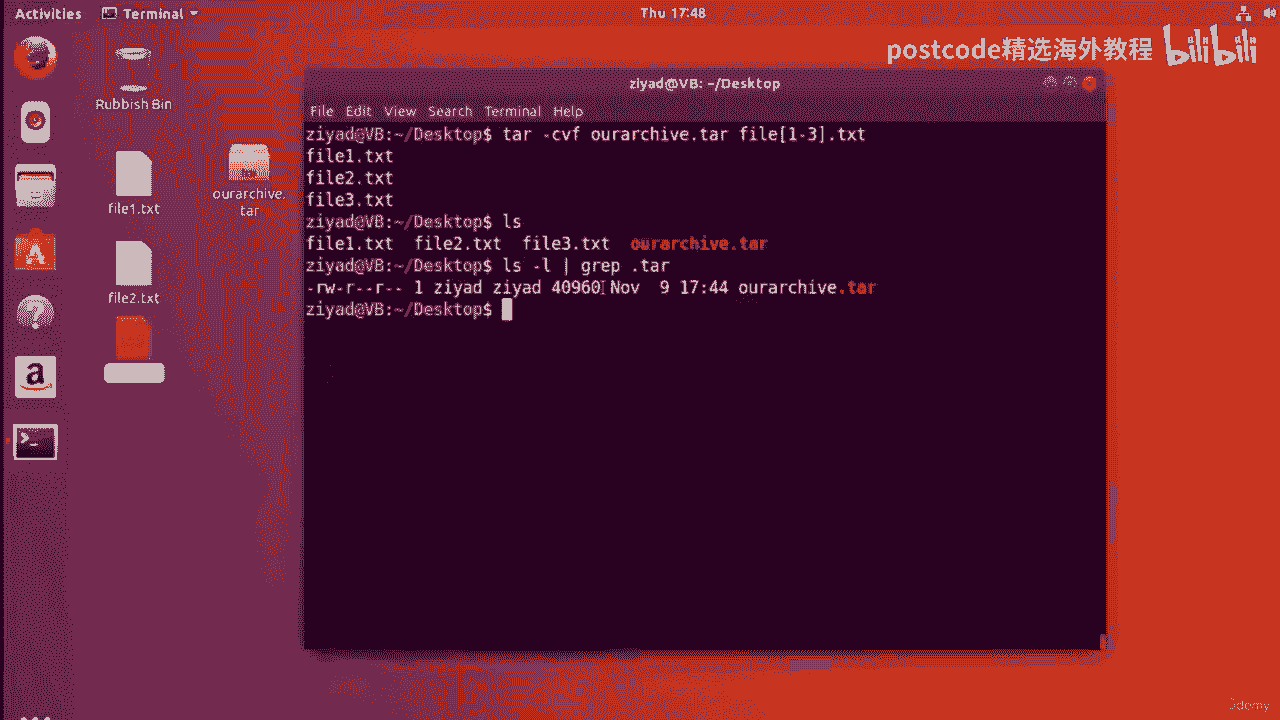 Activities Terminal Thu 17:48
postcode精选海外教程 bilibili
Rubbish Bin
file1.txt
ourarchive.
tar
file2.txt
ziyad@VB: ~/Desktop
File Edit View Search Terminal Help
ziyad@VB:~/Desktop$ tar -cvf ourarchive.tar file[1-3].txt
file1.txt
file2.txt
file3.txt
ziyad@VB:~/Desktop$ ls
file1.txt file2.txt file3.txt ourarchive.tar
ziyad@VB:~/Desktop$ ls -l | grep .tar
-rw-r--r-- 1 ziyad ziyad 40960 Nov 9 17:44 ourarchive.tar
ziyad@VB:~/Desktop$
Udemy